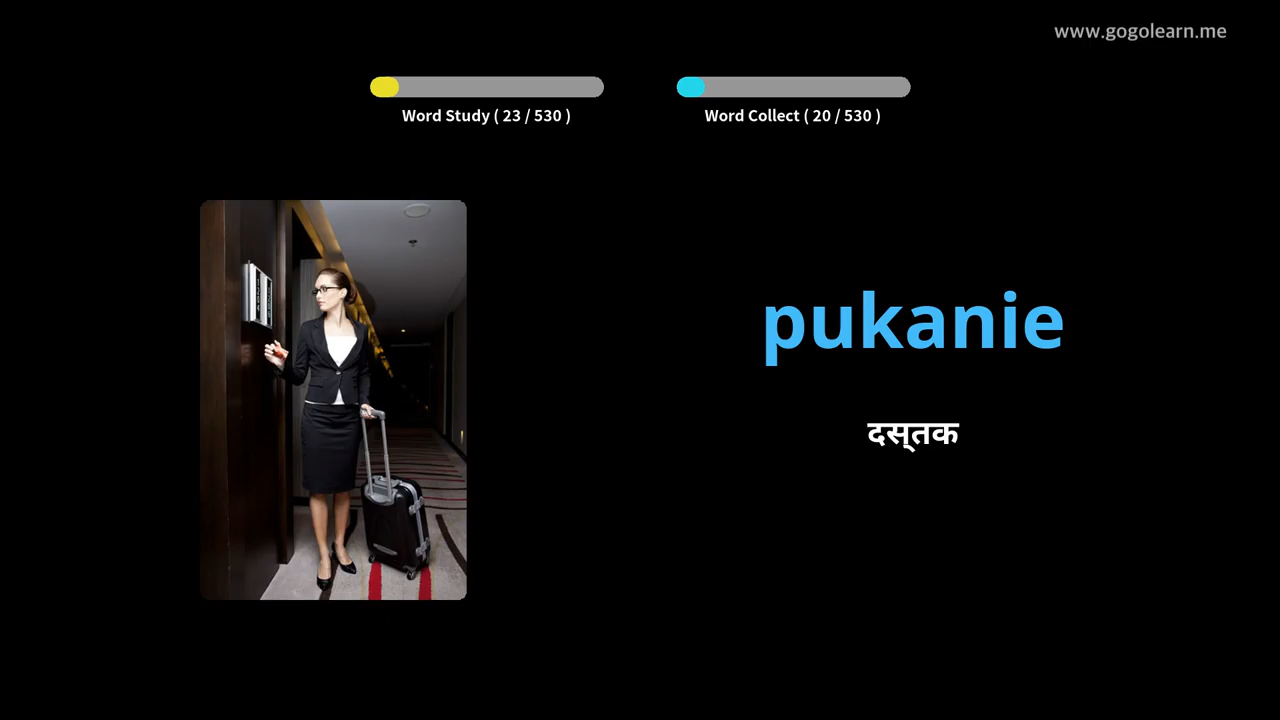 www.gogolearn.me
Word Study ( 23 / 530 )
Word Collect ( 20 / 530 )
pukanie
दस्तक